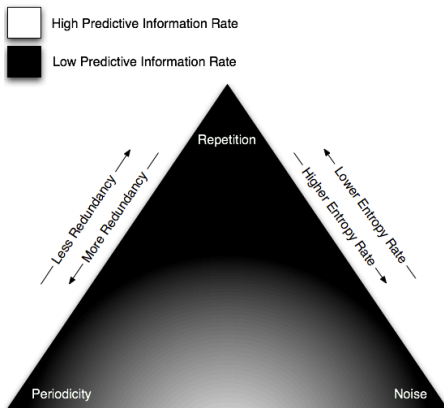 High Predictive Information Rate
Low Predictive Information Rate
Repetition
Less Redundancy
More Redundancy
Lower Entropy Rate
Higher Entropy Rate
Periodicity
Noise